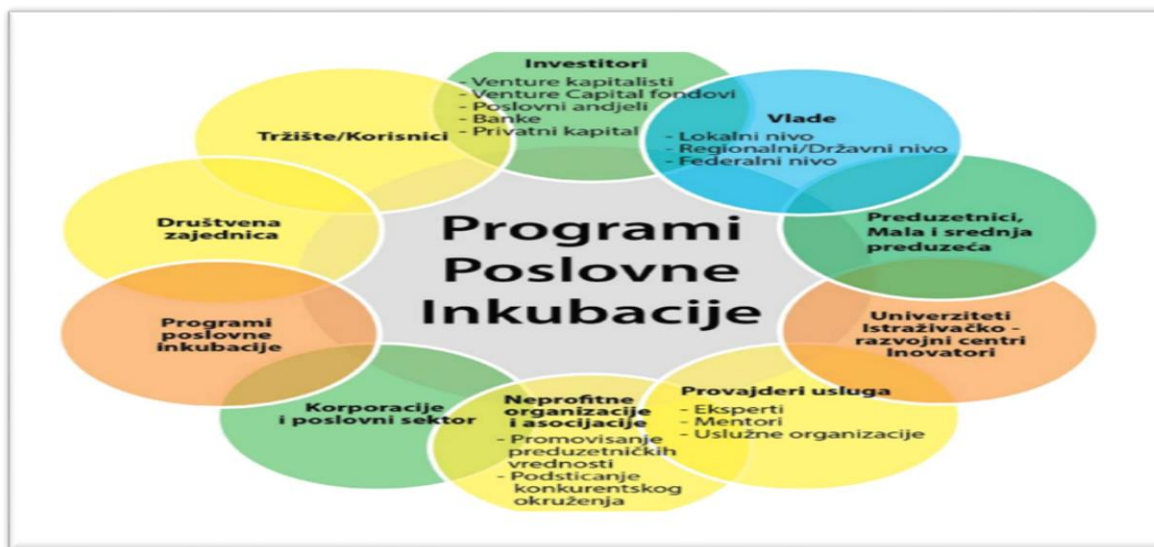 Investitori
- Venture kapitalisti
- Venture Capital fondovi
- Poslovni andjeli
- Banke
- Privatni kapital
Vlade
- Lokalni nivo
- Regionalni/Državni nivo
- Federalni nivo
Preduzetnici,
Mala i srednja
preduzeća
Univerziteti
Istraživačko -
razvojni centri
Inovatori
Provajderi usluga
- Eksperti
- Mentori
- Uslužne organizacije
Neprofitne
organizacije
i asocijacije
- Promovisanje
preduzetničkih
vrednosti
- Podsticanje
konkurentskog
okruženja
Korporacije
i poslovni sektor
Programi
poslovne
inkubacije
Društvena
zajednica
Tržište/Korisnici
Programi
Poslovne
Inkubacije